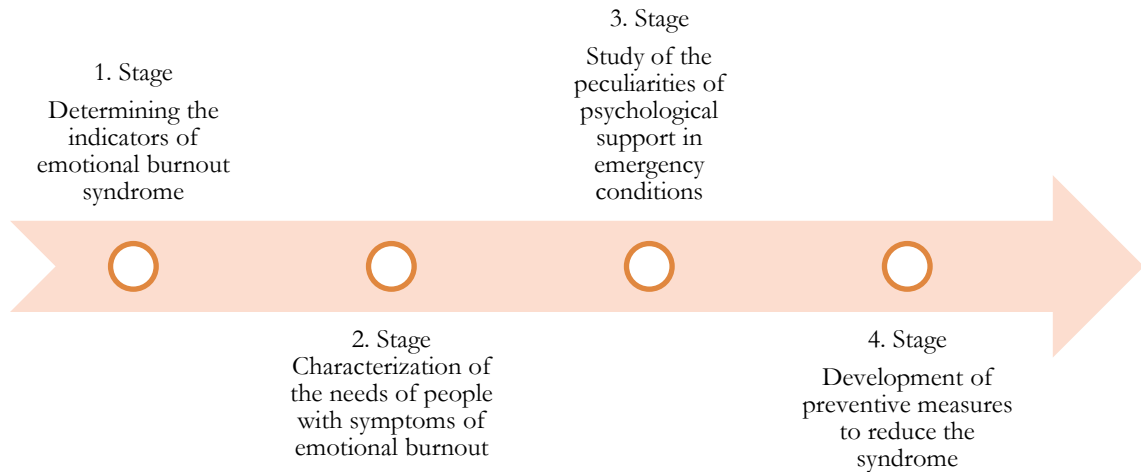 1. Stage
Determining the
indicators of
emotional burnout
syndrome
2. Stage
Characterization of
the needs of people
with symptoms of
emotional burnout
3. Stage
Study of the
peculiarities of
psychological
support in
emergency
conditions
4. Stage
Development of
preventive measures
to reduce the
syndrome